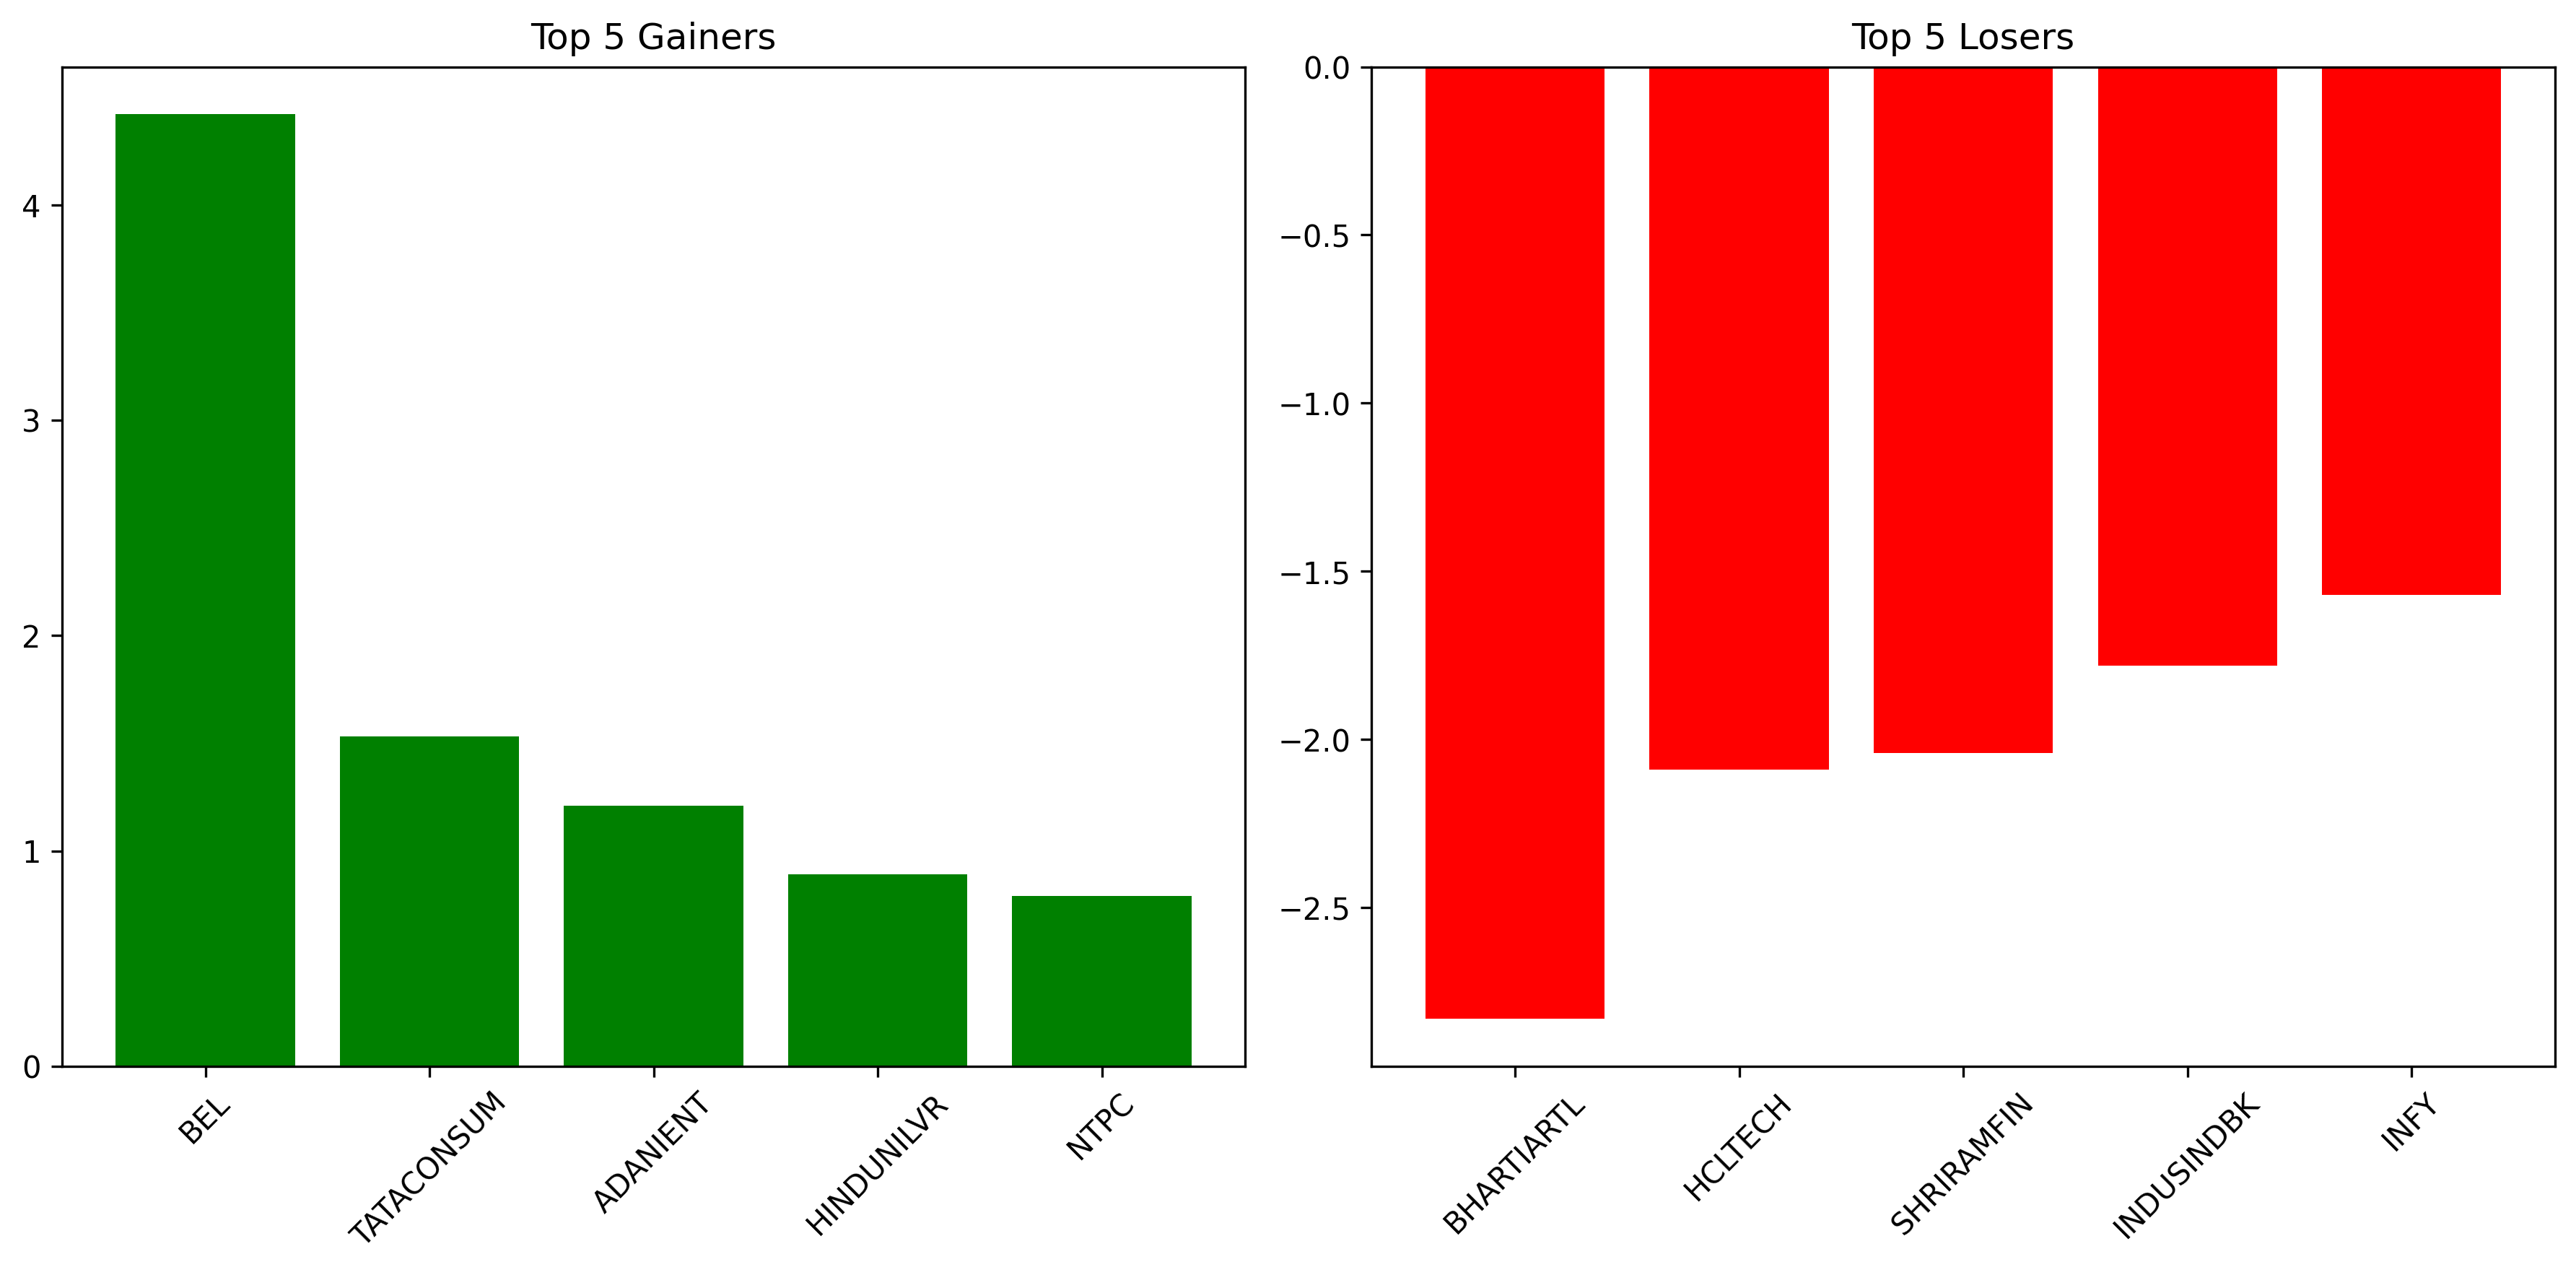 Top 5 Gainers
4
3
2
1
0
BEL
TATACONSUM
ADANIENT
HINDUNILVR
NTPC
Top 5 Losers
0.0
−0.5
−1.0
−1.5
−2.0
−2.5
BHARTIARTL
HCLTECH
SHRIRAMFIN
INDUSINDBK
INFY